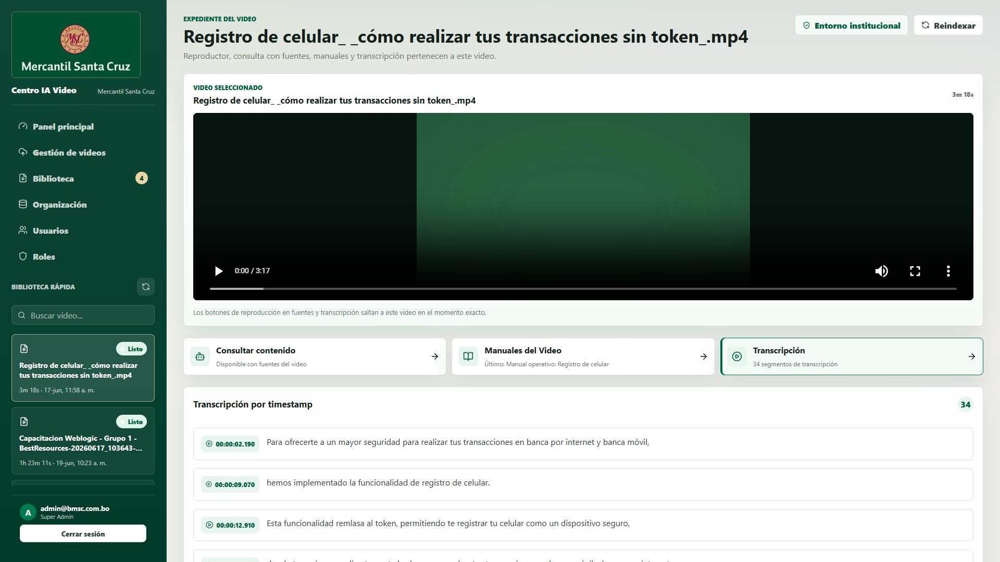 BOLIVIA
MSC
1905
Mercantil Santa Cruz
Centro IA Video
Mercantil Santa Cruz
Panel principal
Gestión de videos
Biblioteca
4
Organización
Usuarios
Roles
BIBLIOTECA RÁPIDA
Buscar video...
Listo
Registro de celular_ _cómo realizar
tus transacciones sin token_.mp4
3m 18s · 17-jun, 11:58 a. m.
Listo
Capacitacion Weblogic - Grupo 1 -
BestResources-20260617_103643-...
1h 23m 11s · 19-jun, 10:23 a. m.
A
admin@bmsc.com.bo
Super Admin
Cerrar sesión
EXPEDIENTE DEL VIDEO
Registro de celular_ _cómo realizar tus transacciones sin token_.mp4
Reproductor, consulta con fuentes, manuales y transcripción pertenecen a este video.
Entorno institucional
Reindexar
VIDEO SELECCIONADO
Registro de celular_ _cómo realizar tus transacciones sin token_.mp4
3m 18s
0:00 / 3:17
Los botones de reproducción en fuentes y transcripción saltan a este video en el momento exacto.
Consultar contenido
Disponible con fuentes del video
Manuales del Video
Último: Manual operativo: Registro de celular
Transcripción
34 segmentos de transcripción
Transcripción por timestamp
34
00:00:02.190
Para ofrecerte a un mayor seguridad para realizar tus transacciones en banca por internet y banca móvil,
00:00:09.070
hemos implementado la funcionalidad de registro de celular.
00:00:12.910
Esta funcionalidad remlasa al token, permitiendo te registrar tu celular como un dispositivo seguro,